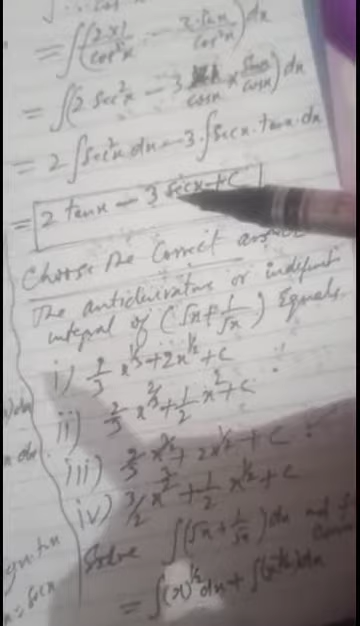 = ∫(2×1/cos²x − 3·sinx/cos²x)dx
= ∫(2 sec²x − 3 1/cosx × sinx/cosx)dx
= 2∫sec²x dx − 3·∫secx·tanx·dx
= 2 tanx − 3 secx + c
Choose the correct
The antiderivative or indefinit
integral of (√x + 1/√x) Equals
i) 2/3 x^1/3 + 2x^1/2 + c
ii) 2/3 x^2/3 + 1/2 x² + c
iii) 2/3 x^3/2 + 2x^1/2 + c
iv) 3/2 x^3/2 + 1/2 x^1/2 + c
Solve ∫(√x + 1/√x)dx
= ∫(x)^1/2 dx + ∫(x^-1/2)dx